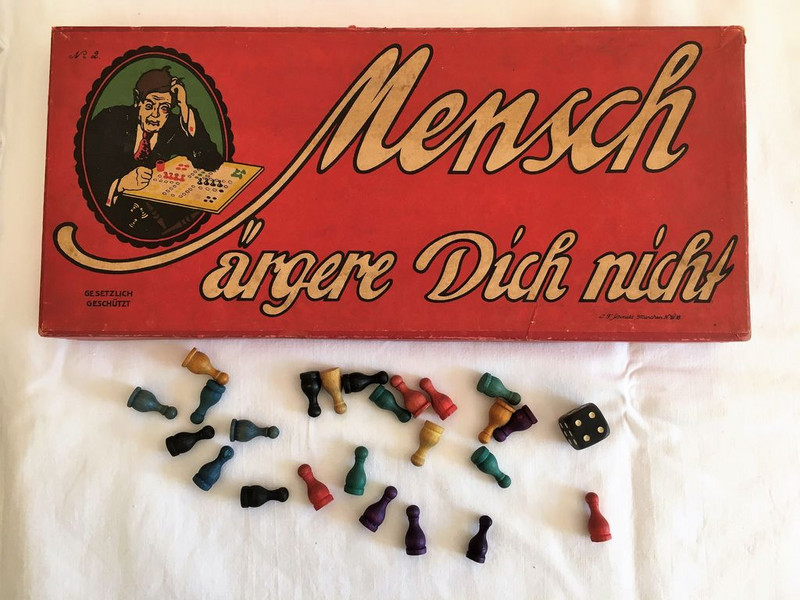 No. 2
Mensch
ärgere Dich nicht
GESETZLICH
GESCHÜTZT